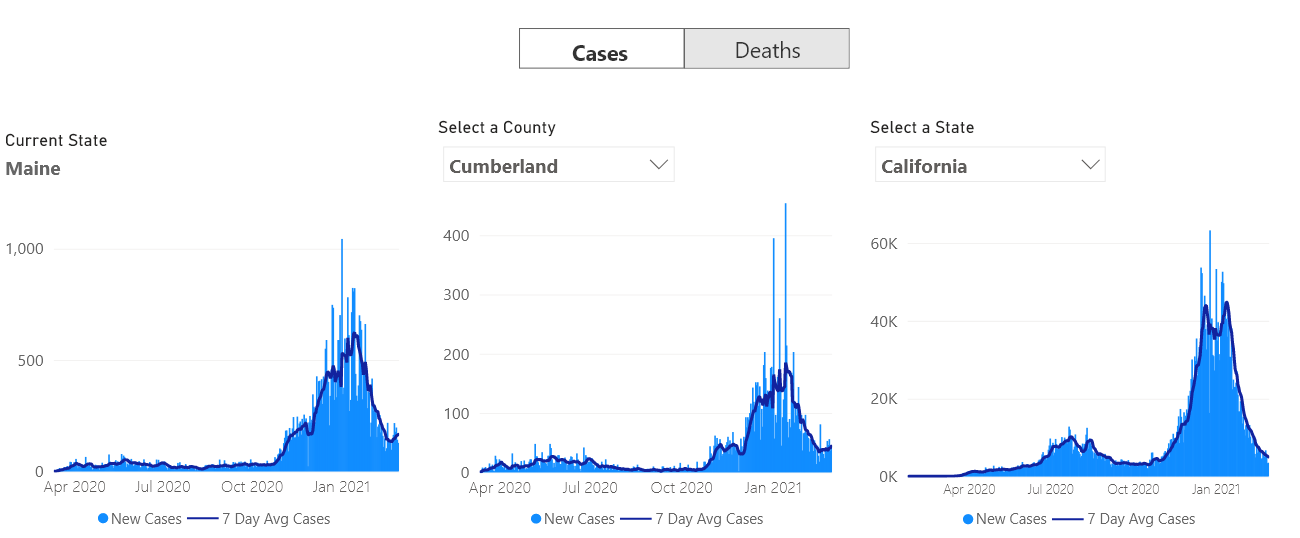 Cases Deaths
Current State
Maine
Select a County
Cumberland
Select a State
California
1,000
500
0
Apr 2020 Jul 2020 Oct 2020 Jan 2021
New Cases 7 Day Avg Cases
400
300
200
100
0
Apr 2020 Jul 2020 Oct 2020 Jan 2021
New Cases 7 Day Avg Cases
60K
40K
20K
0K
Apr 2020 Jul 2020 Oct 2020 Jan 2021
New Cases 7 Day Avg Cases